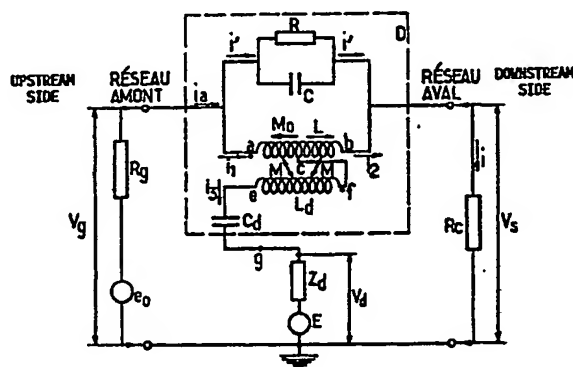 R
D
i' i'
C
UPSTREAM SIDE
RÉSEAU AMONT
ia
RÉSEAU AVAL
DOWNSTREAM SIDE
Mo L
a b
i1 i2
M c M
e f
i3
Ld
Cd
g
Rg
Vg
eo
Zd
Vd
E
i
Rc
Vs